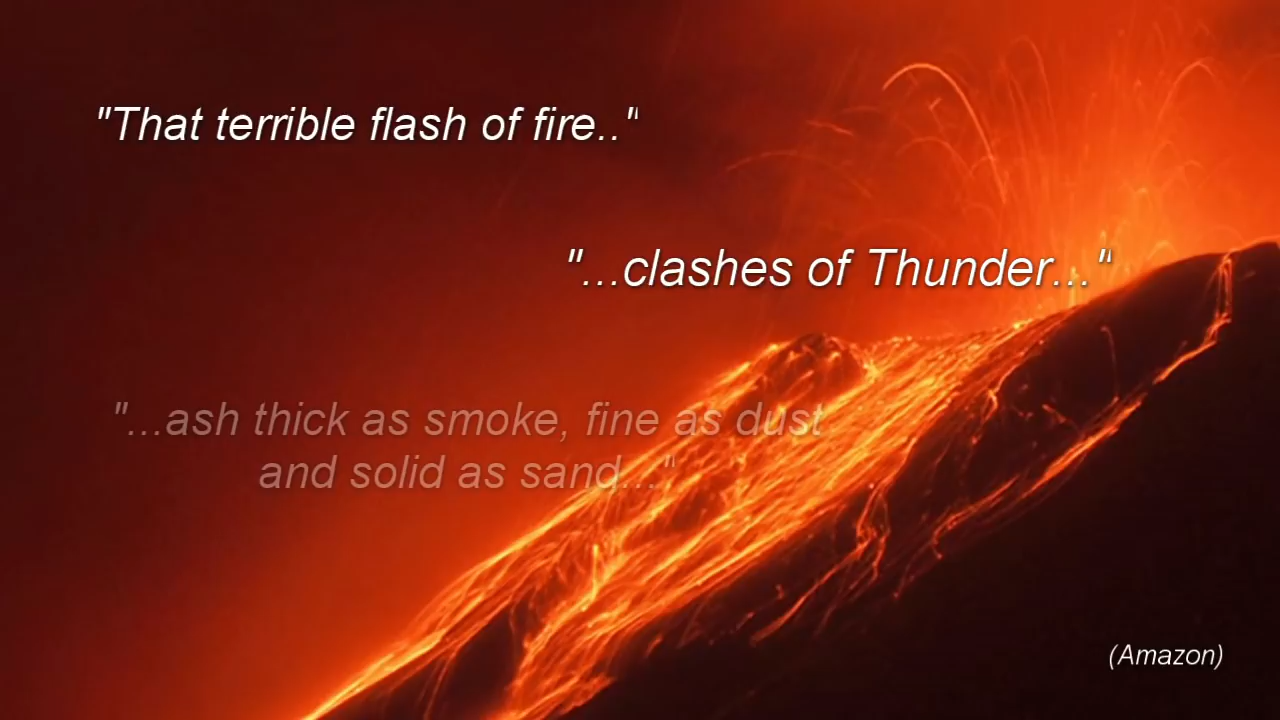 "That terrible flash of fire.."
"...clashes of Thunder..."
"...ash thick as smoke, fine as dust
and solid as sand..."
(Amazon)